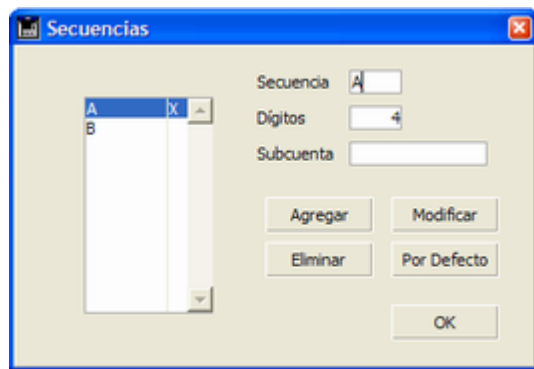 Secuencias
A X
B
Secuencia A
Dígitos 4
Subcuenta
Agregar Modificar
Eliminar Por Defecto
OK